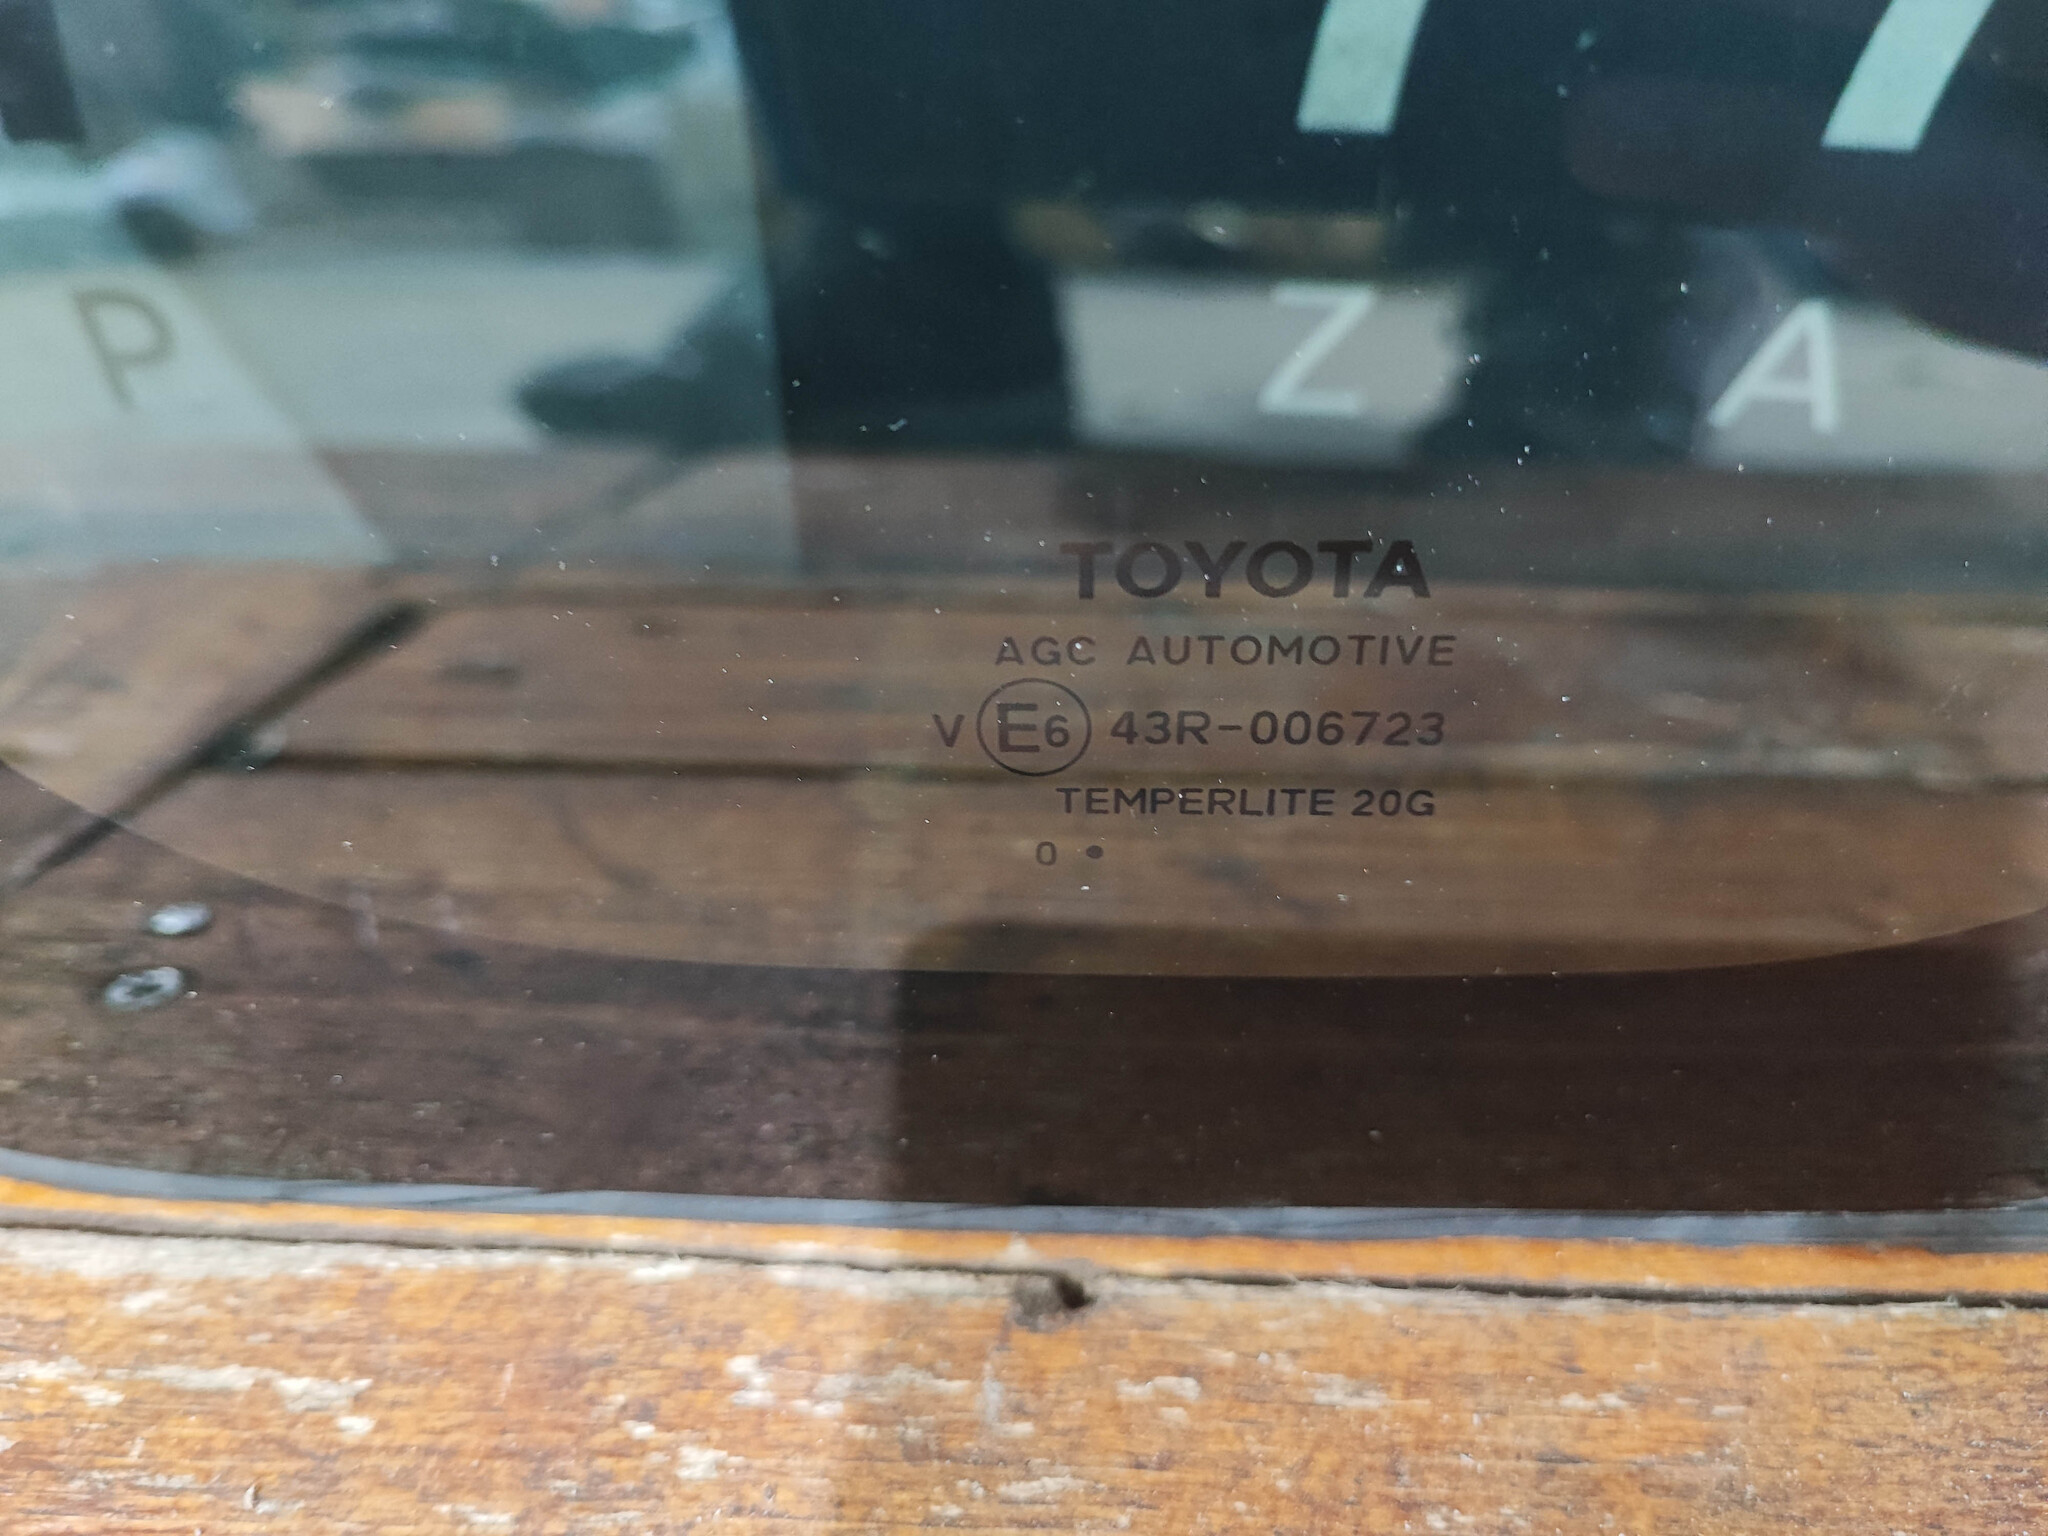 P
Z A
TOYOTA
AGC AUTOMOTIVE
V E6 43R-006723
TEMPERLITE 20G
0 •